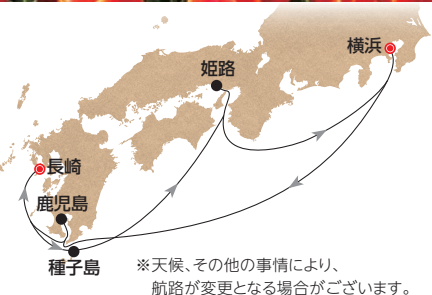 横浜
姫路
長崎
鹿児島
種子島
※天候、その他の事情により、
航路が変更となる場合がございます。